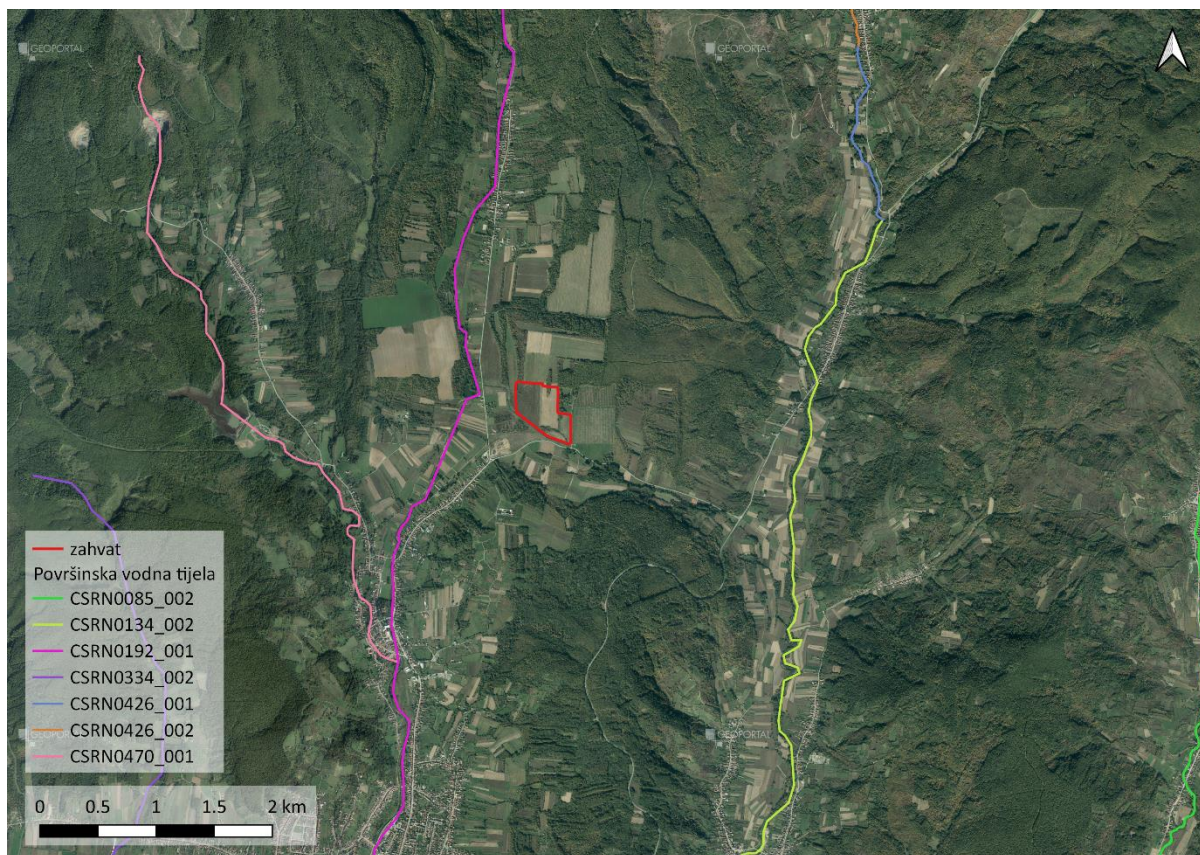 GEOPORTAL
GEOPORTAL
zahvat
Površinska vodna tijela
CSRN0085_002
CSRN0134_002
CSRN0192_001
CSRN0334_002
CSRN0426_001
CSRN0426_002
CSRN0470_001
GEOPORTAL
GEOPORTAL
0 0.5 1 1.5 2 km